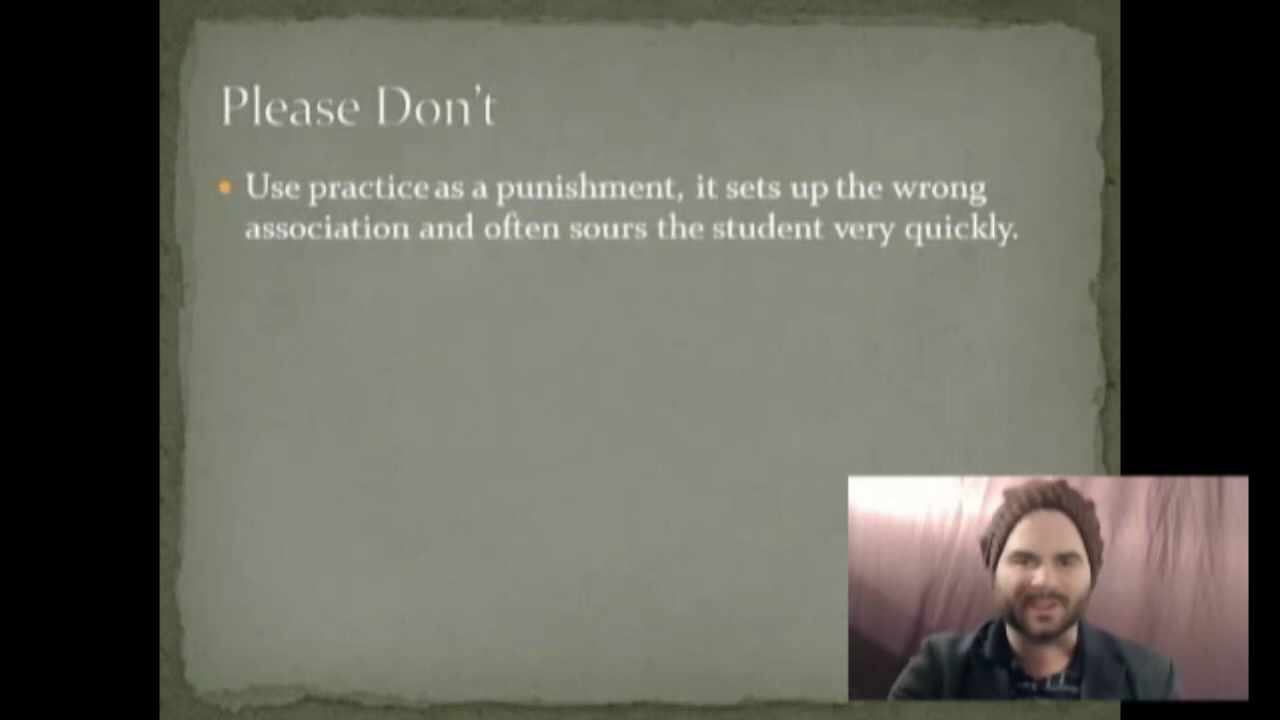 Please Don't
Use practice as a punishment, it sets up the wrong
association and often sours the student very quickly.